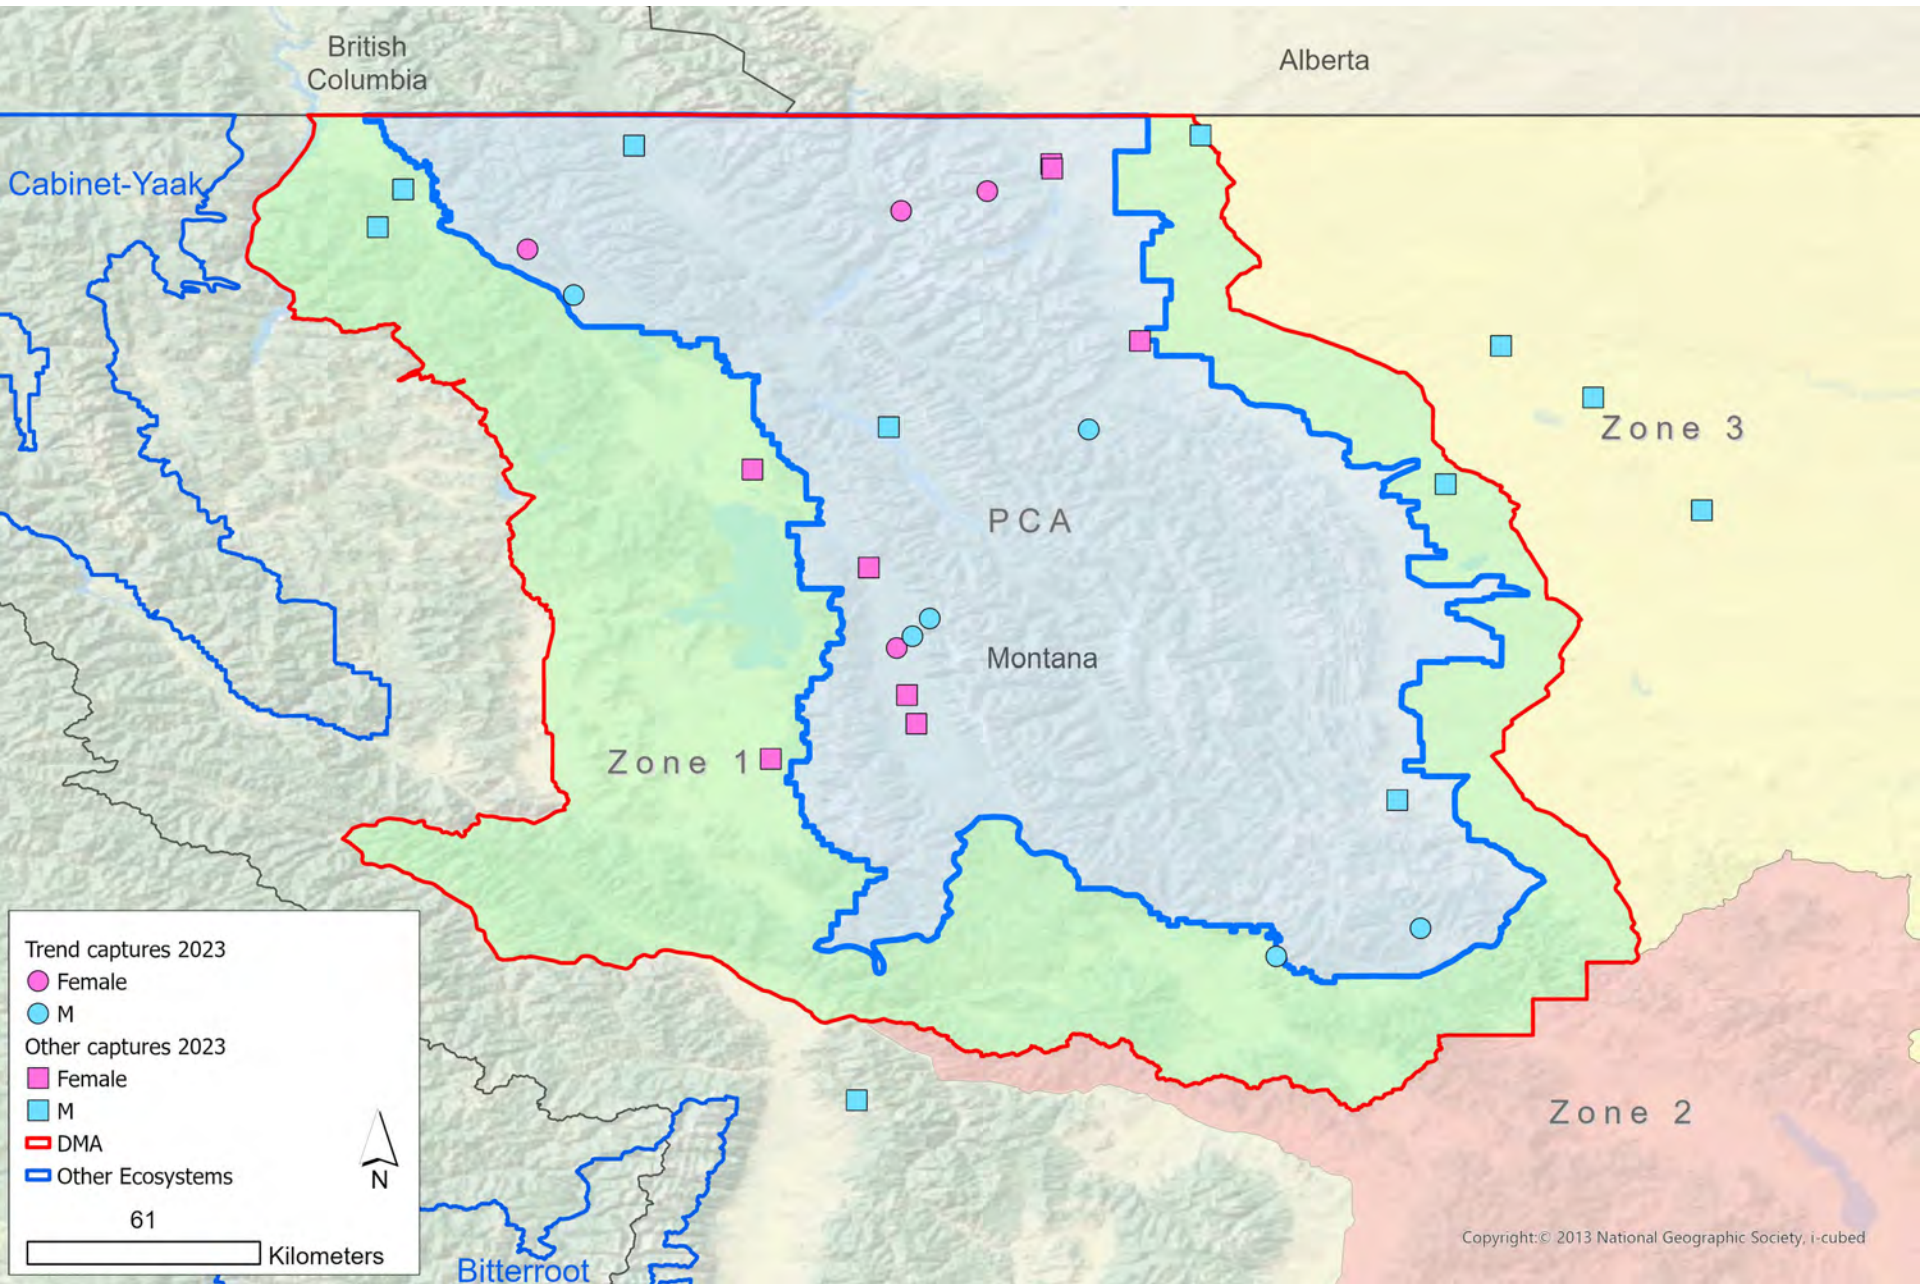 British
Columbia
Alberta
Cabinet-Yaak
Zone 3
PCA
Montana
Zone 1
Zone 2
Trend captures 2023
Female
M
Other captures 2023
Female
M
DMA
Other Ecosystems
N
61
Kilometers
Bitterroot
Copyright:© 2013 National Geographic Society, i-cubed